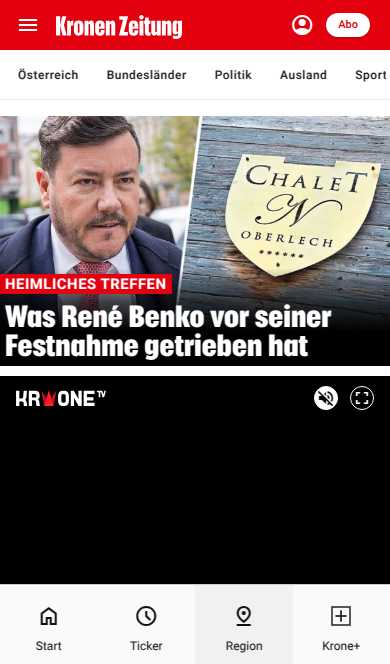 Kronen Zeitung
Abo
Österreich Bundesländer Politik Ausland Sport
CHALET
N
OBERLECH
HEIMLICHES TREFFEN
Was René Benko vor seiner
Festnahme getrieben hat
KRONE TV
Start Ticker Region Krone+